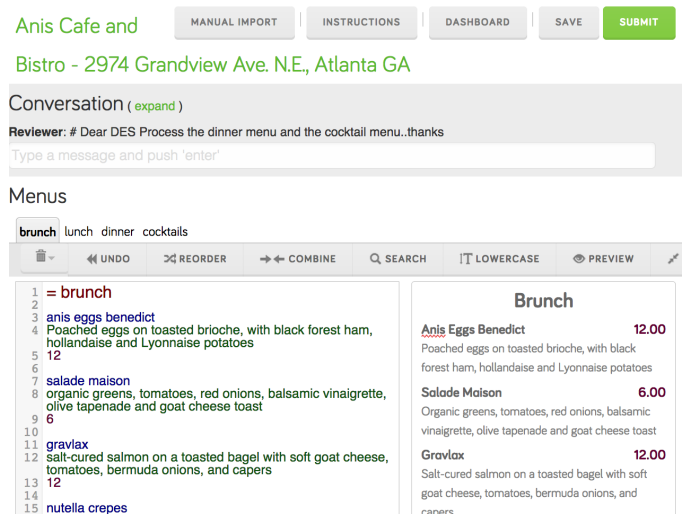 Anis Cafe and
Bistro - 2974 Grandview Ave. N.E., Atlanta GA
MANUAL IMPORT
INSTRUCTIONS
DASHBOARD
SAVE
SUBMIT
Conversation ( expand )
Reviewer: # Dear DES Process the dinner menu and the cocktail menu..thanks
Type a message and push 'enter'
Menus
brunch lunch dinner cocktails
UNDO REORDER COMBINE SEARCH LOWERCASE PREVIEW
1 = brunch
2
3 anis eggs benedict
4 Poached eggs on toasted brioche, with black forest ham,
hollandaise and Lyonnaise potatoes
5 12
6
7 salade maison
8 organic greens, tomatoes, red onions, balsamic vinaigrette,
olive tapenade and goat cheese toast
9 6
10
11 gravlax
12 salt-cured salmon on a toasted bagel with soft goat cheese,
tomatoes, bermuda onions, and capers
13 12
14
15 nutella crepes
Brunch
Anis Eggs Benedict 12.00
Poached eggs on toasted brioche, with black
forest ham, hollandaise and Lyonnaise potatoes
Salade Maison 6.00
Organic greens, tomatoes, red onions, balsamic
vinaigrette, olive tapenade and goat cheese toast
Gravlax 12.00
Salt-cured salmon on a toasted bagel with soft
goat cheese, tomatoes, bermuda onions, and
capers